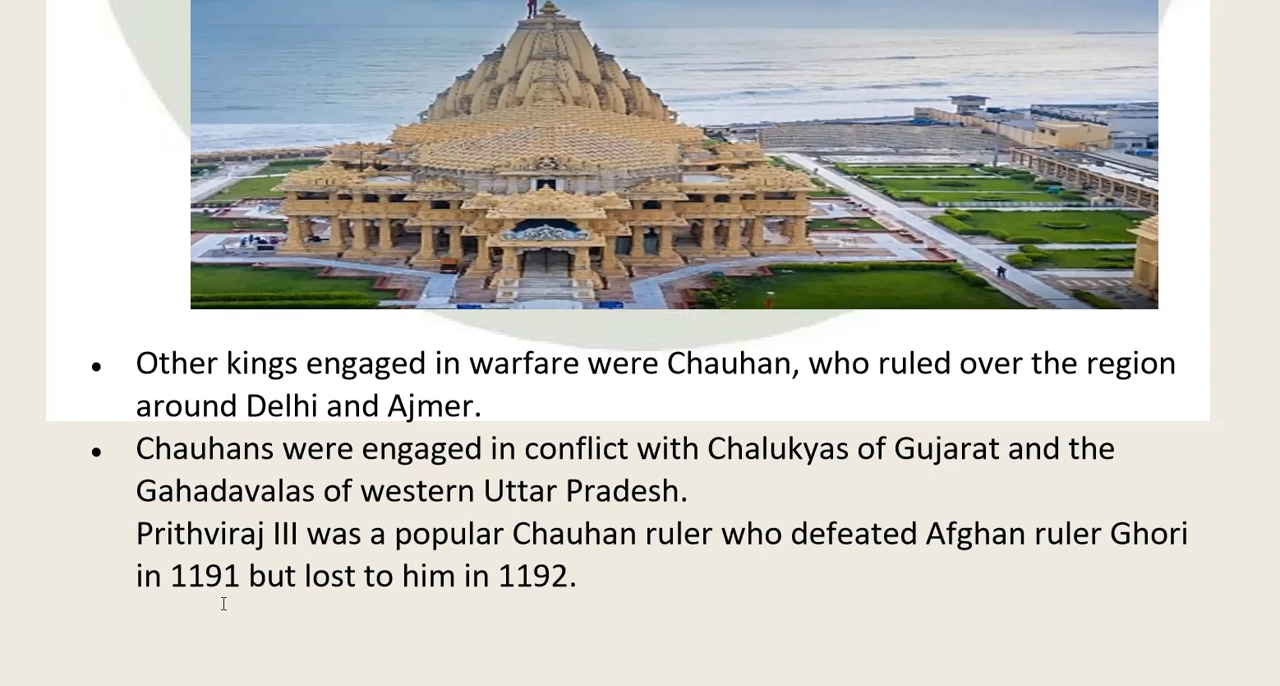 • Other kings engaged in warfare were Chauhan, who ruled over the region
around Delhi and Ajmer.
• Chauhans were engaged in conflict with Chalukyas of Gujarat and the
Gahadavalas of western Uttar Pradesh.
Prithviraj III was a popular Chauhan ruler who defeated Afghan ruler Ghori
in 1191 but lost to him in 1192.